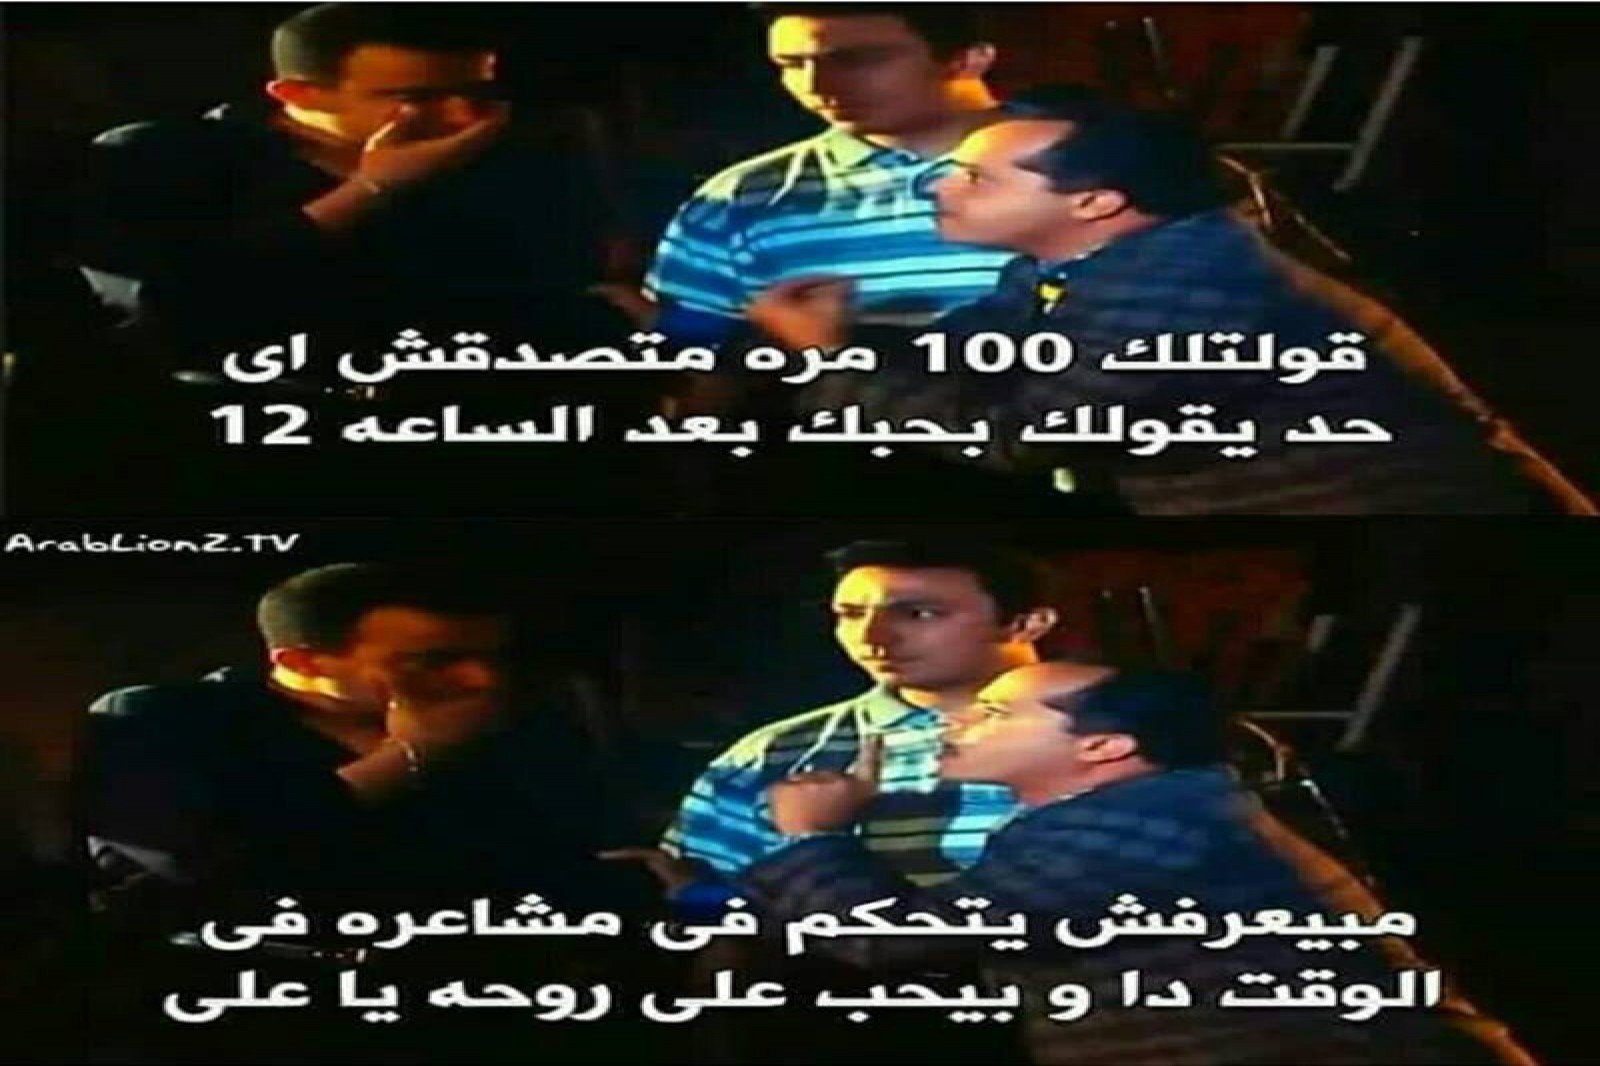 قولتلك 100 مره متصدقش اى
حد يقولك بحبك بعد الساعه 12
ArabLionZ.TV
مبيعرفش يتحكم فى مشاعره فى
الوقت دا و بيحب على روحه يا على